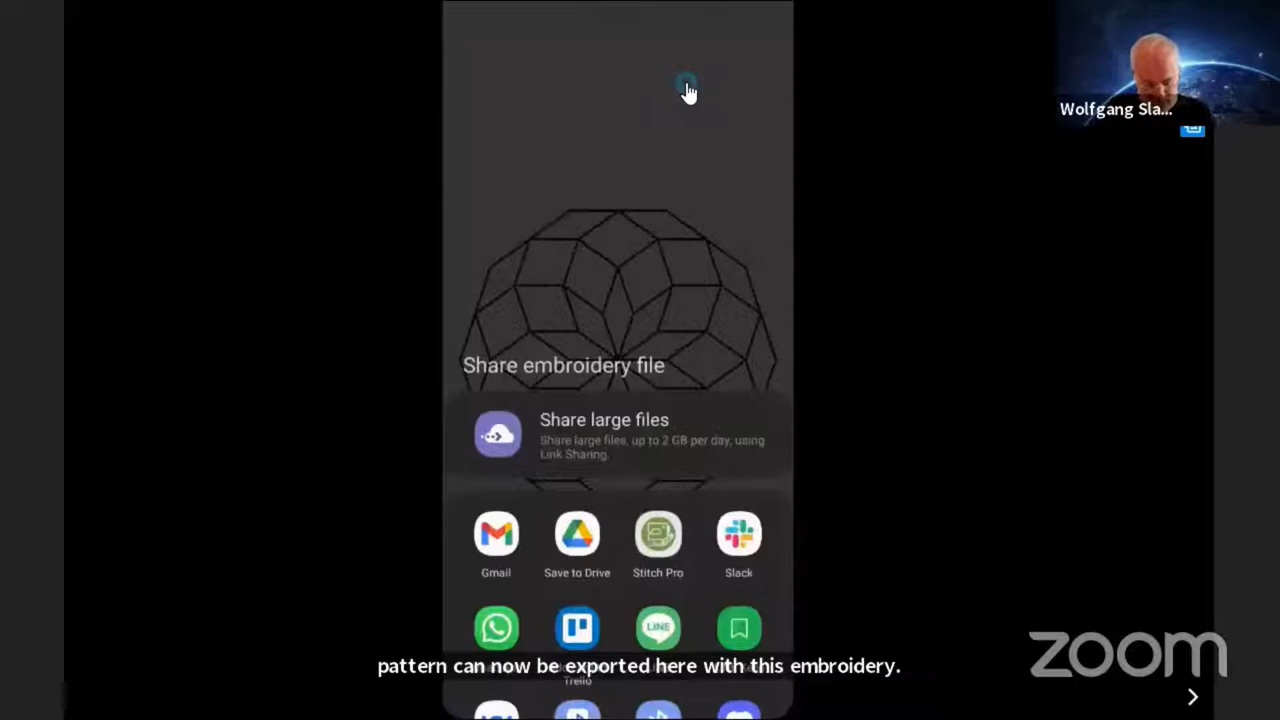 Wolfgang Sla...
Share embroidery file
Share large files
Share large files, up to 2 GB per day, using
Link Sharing.
Gmail
Save to Drive
Stitch Pro
Slack
LINE
pattern can now be exported here with this embroidery.
Trello
zoom